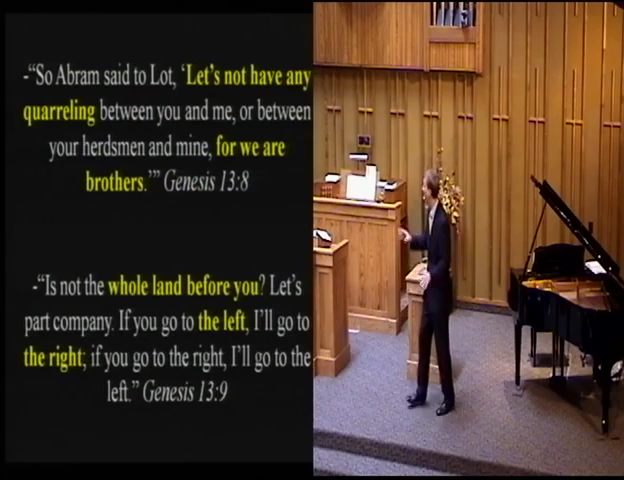 -“So Abram said to Lot, ‘Let’s not have any
quarreling between you and me, or between
your herdsmen and mine, for we are
brothers.’” Genesis 13:8
-“Is not the whole land before you? Let’s
part company. If you go to the left, I’ll go to
the right; if you go to the right, I’ll go to the
left.” Genesis 13:9